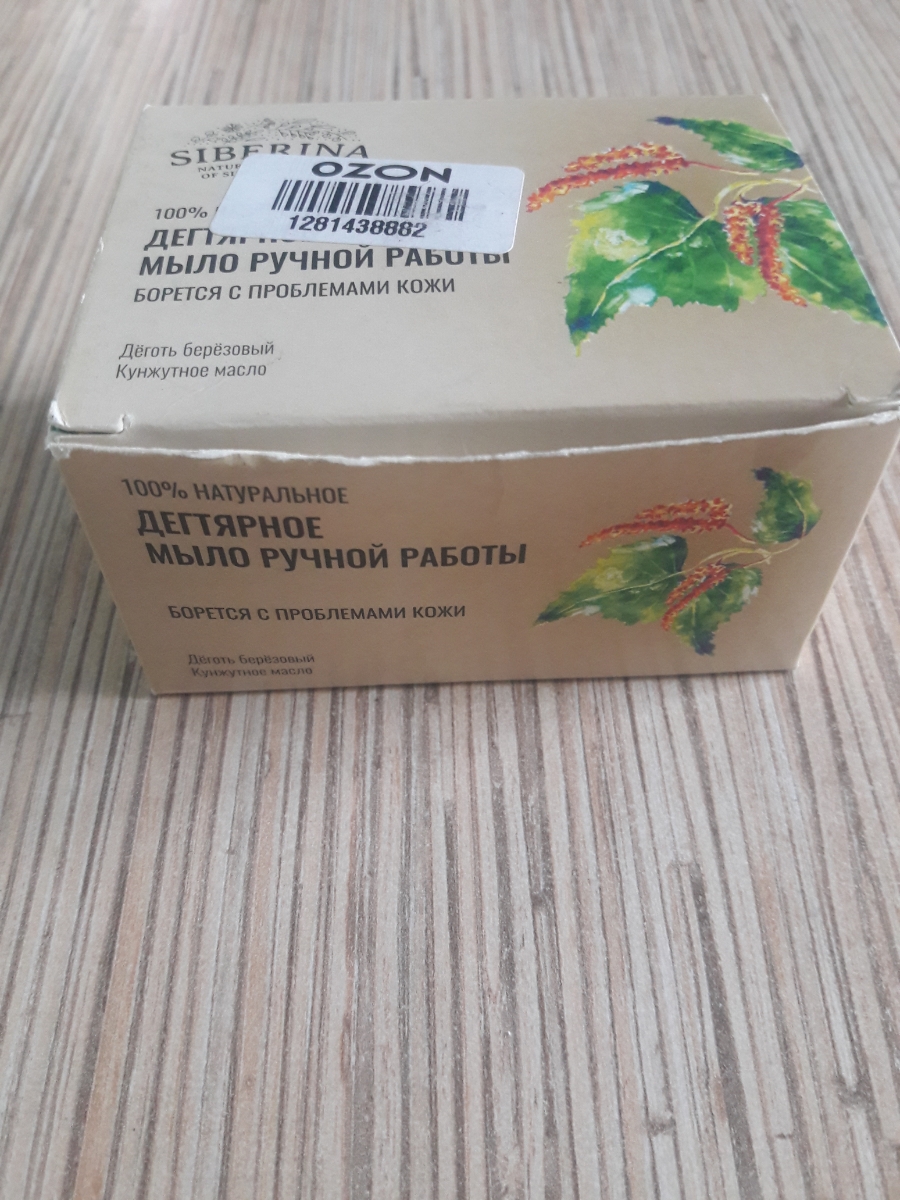 SIBERINA
OF
OZON
1281438882
100%
МЫЛО РУЧНОЙ РАБОТЫ
БОРЕТСЯ С ПРОБЛЕМАМИ КОЖИ
Дёготь берёзовый
Кунжутное масло
100% НАТУРАЛЬНОЕ
ДЕГТЯРНОЕ
МЫЛО РУЧНОЙ РАБОТЫ
БОРЕТСЯ С ПРОБЛЕМАМИ КОЖИ
Дёготь берёзовый
Кунжутное масло